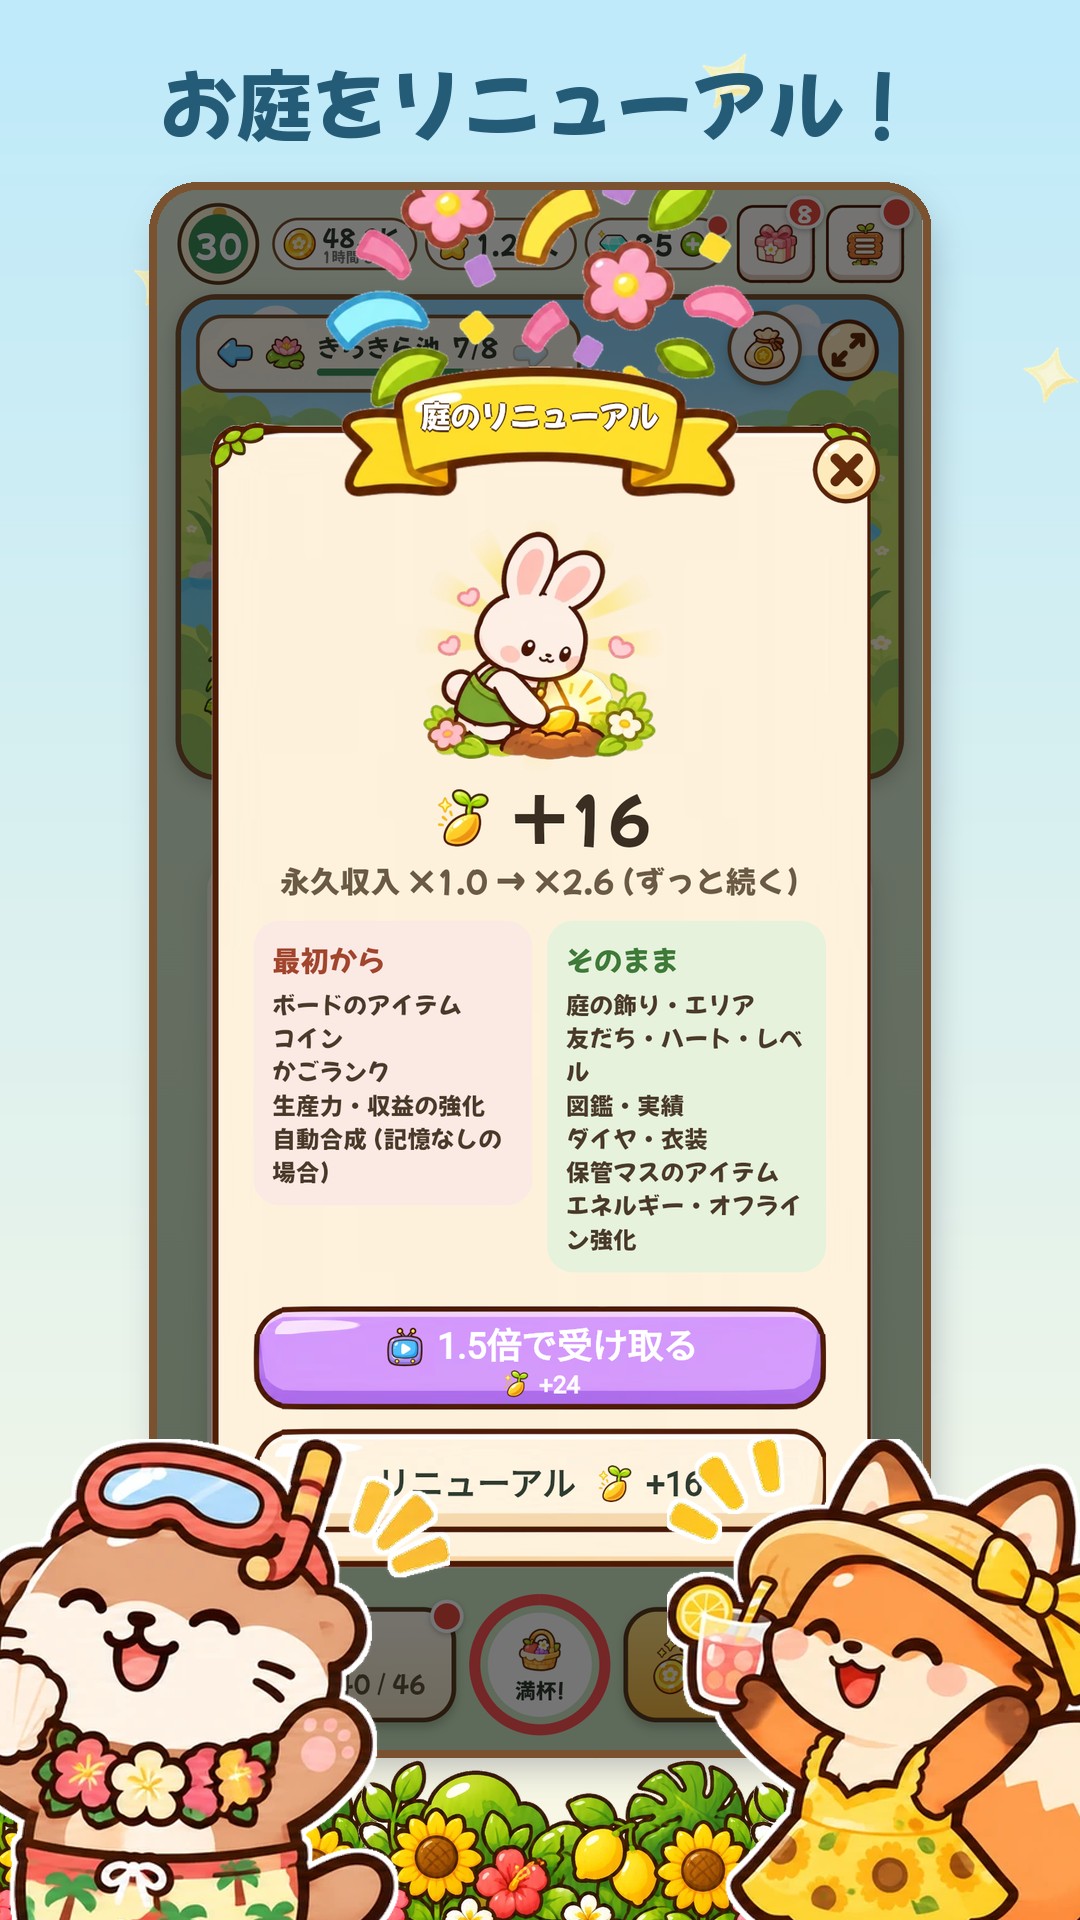 お庭をリニューアル！
30
48
1時間
1.2
35
8
きらきら池 7/8
庭のリニューアル
+16
永久収入 ×1.0 → ×2.6 (ずっと続く)
最初から
ボードのアイテム
コイン
かごランク
生産力・収益の強化
自動合成 (記憶なしの
場合)
そのまま
庭の飾り・エリア
友だち・ハート・レベ
ル
図鑑・実績
ダイヤ・衣装
保管マスのアイテム
エネルギー・オフライ
ン強化
1.5倍で受け取る
+24
リニューアル +16
40 / 46
満杯!